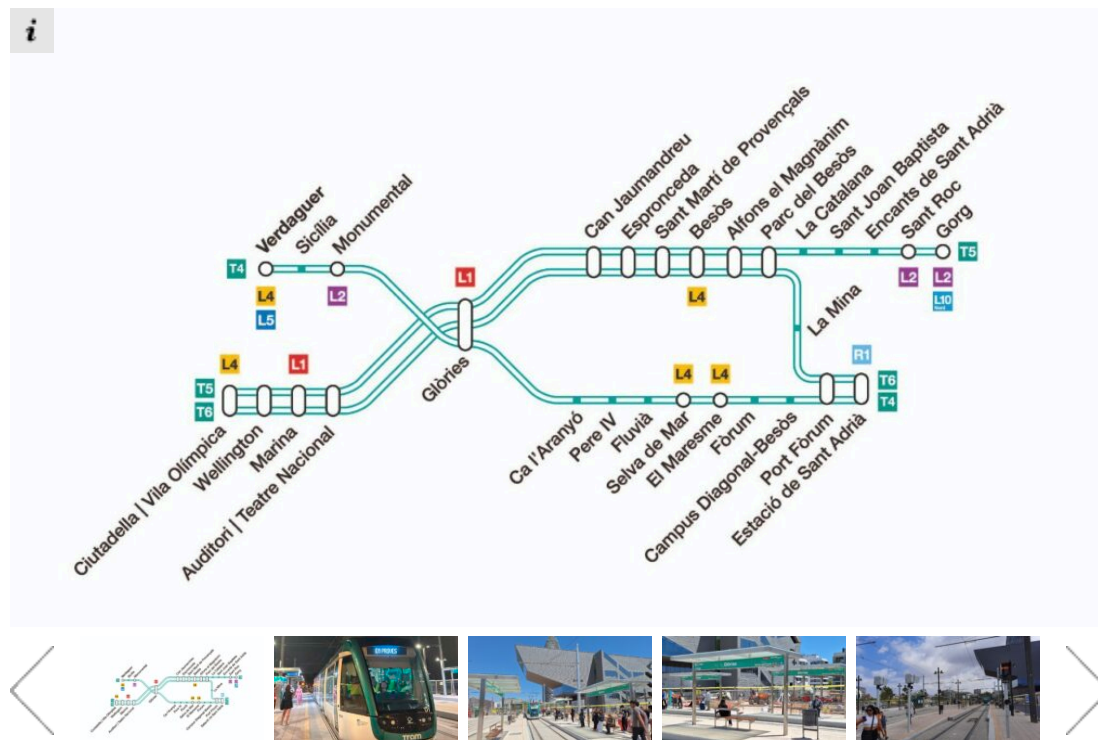 i
Can Jaumandreu
Espronceda
Sant Martí de Provençals
Besòs
Alfons el Magnànim
Parc del Besòs
La Catalana
Sant Joan Baptista
Encants de Sant Adrià
Sant Roc
Gorg
Verdaguer
Sicília
Monumental
T4
T5
L4
L5
L2
L1
L4
L2
L2
L10
La Mina
L4
L1
Glòries
L4
L4
R1
T5
T6
T6
T4
Ciutadella | Vila Olímpica
Wellington
Marina
Auditori | Teatre Nacional
Ca l'Aranyó
Pere IV
Fluvià
Selva de Mar
El Maresme
Fòrum
Campus Diagonal-Besòs
Port Fòrum
Estació de Sant Adrià
Tram